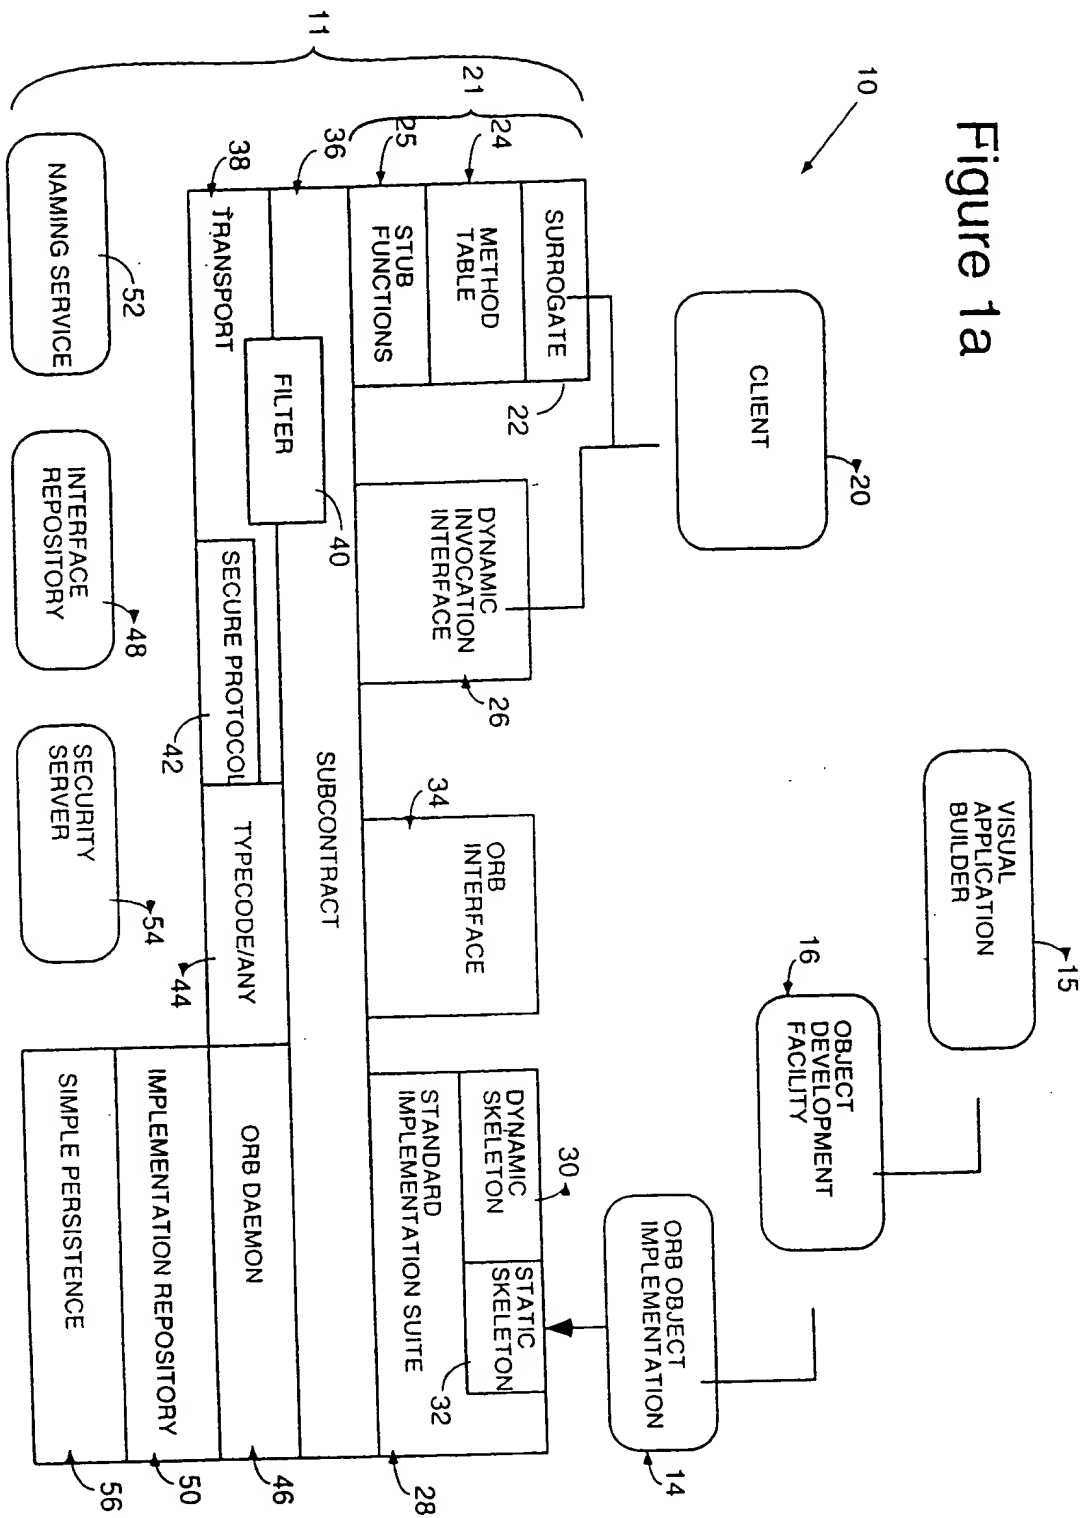 Figure 1a
10
CLIENT
20
VISUAL
APPLICATION
BUILDER
15
16
OBJECT
DEVELOPMENT
FACILITY
ORB OBJECT
IMPLEMENTATION
14
11
21
SURROGATE
22
24
METHOD
TABLE
25
STUB
FUNCTIONS
DYNAMIC
INVOCATION
INTERFACE
26
34
ORB
INTERFACE
30
DYNAMIC
SKELETON
STATIC
SKELETON
32
STANDARD
IMPLEMENTATION SUITE
28
36
SUBCONTRACT
38
TRANSPORT
FILTER
40
SECURE PROTOCOL
42
TYPECODE/ANY
44
ORB DAEMON
46
IMPLEMENTATION REPOSITORY
50
SIMPLE PERSISTENCE
56
NAMING SERVICE
52
INTERFACE
REPOSITORY
48
SECURITY
SERVER
54